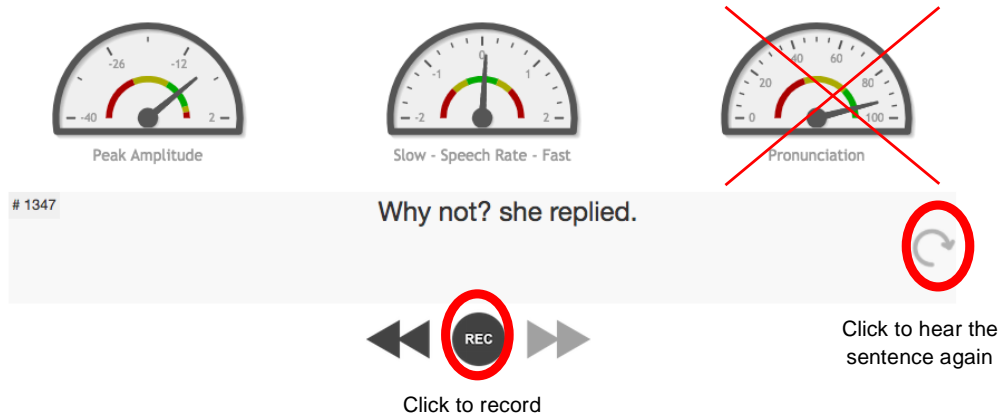 -40 -26 -12 2
Peak Amplitude
-2 -1 0 1 2
Slow - Speech Rate - Fast
0 20 40 60 80 100
Pronunciation
# 1347
Why not? she replied.
REC
Click to record
Click to hear the
sentence again